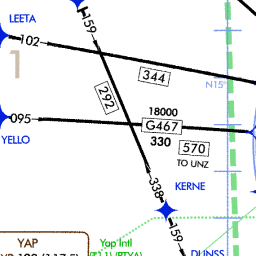 LEETA
159
102
344
1
N15°
292
18000
095
G467
330
570
YELLO
TO UNZ
338
KERNE
159
YAP
Yap Intl
DUNSS